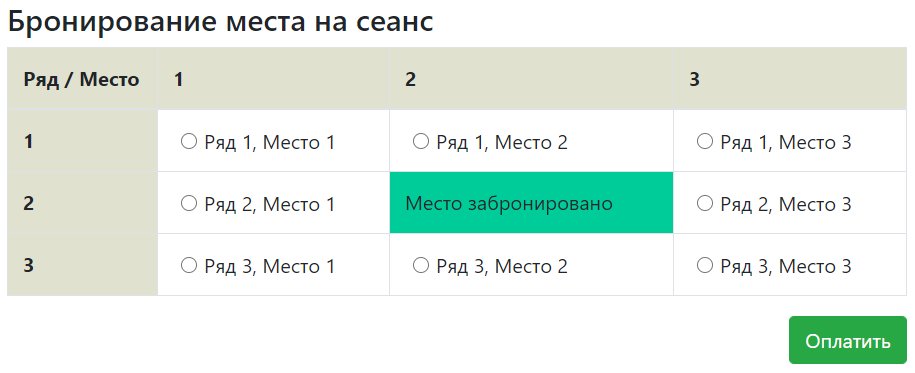 Бронирование места на сеанс
Ряд / Место 1 2 3
1 Ряд 1, Место 1 Ряд 1, Место 2 Ряд 1, Место 3
2 Ряд 2, Место 1 Место забронировано Ряд 2, Место 3
3 Ряд 3, Место 1 Ряд 3, Место 2 Ряд 3, Место 3
Оплатить